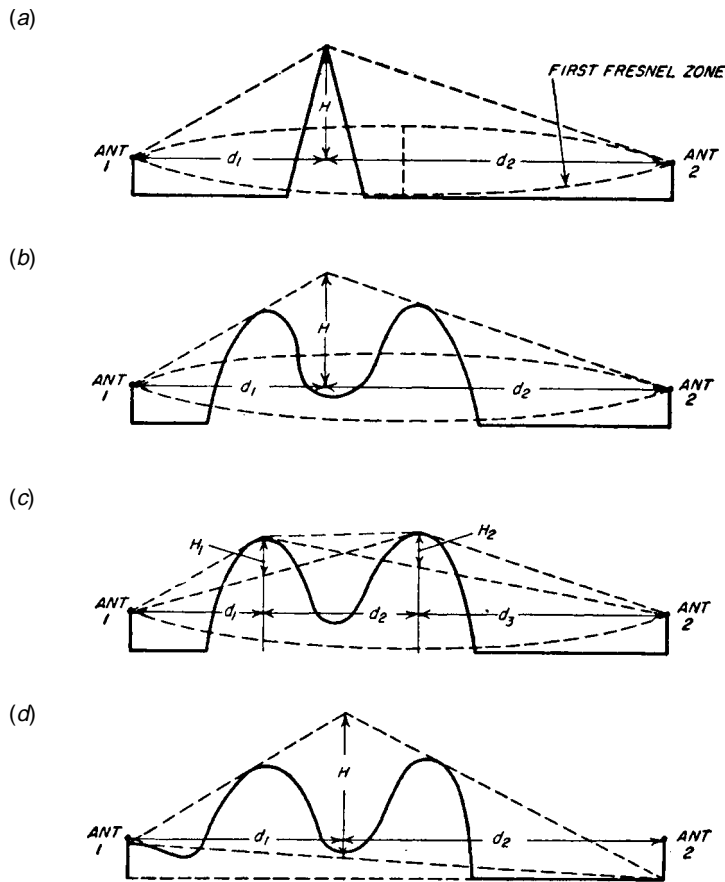 (a)
FIRST FRESNEL ZONE
H
ANT
1
d₁
d₂
ANT
2
(b)
H
ANT
1
d₁
d₂
ANT
2
(c)
H₁
H₂
ANT
1
d₁
d₂
d₃
ANT
2
(d)
H
ANT
1
d₁
d₂
ANT
2